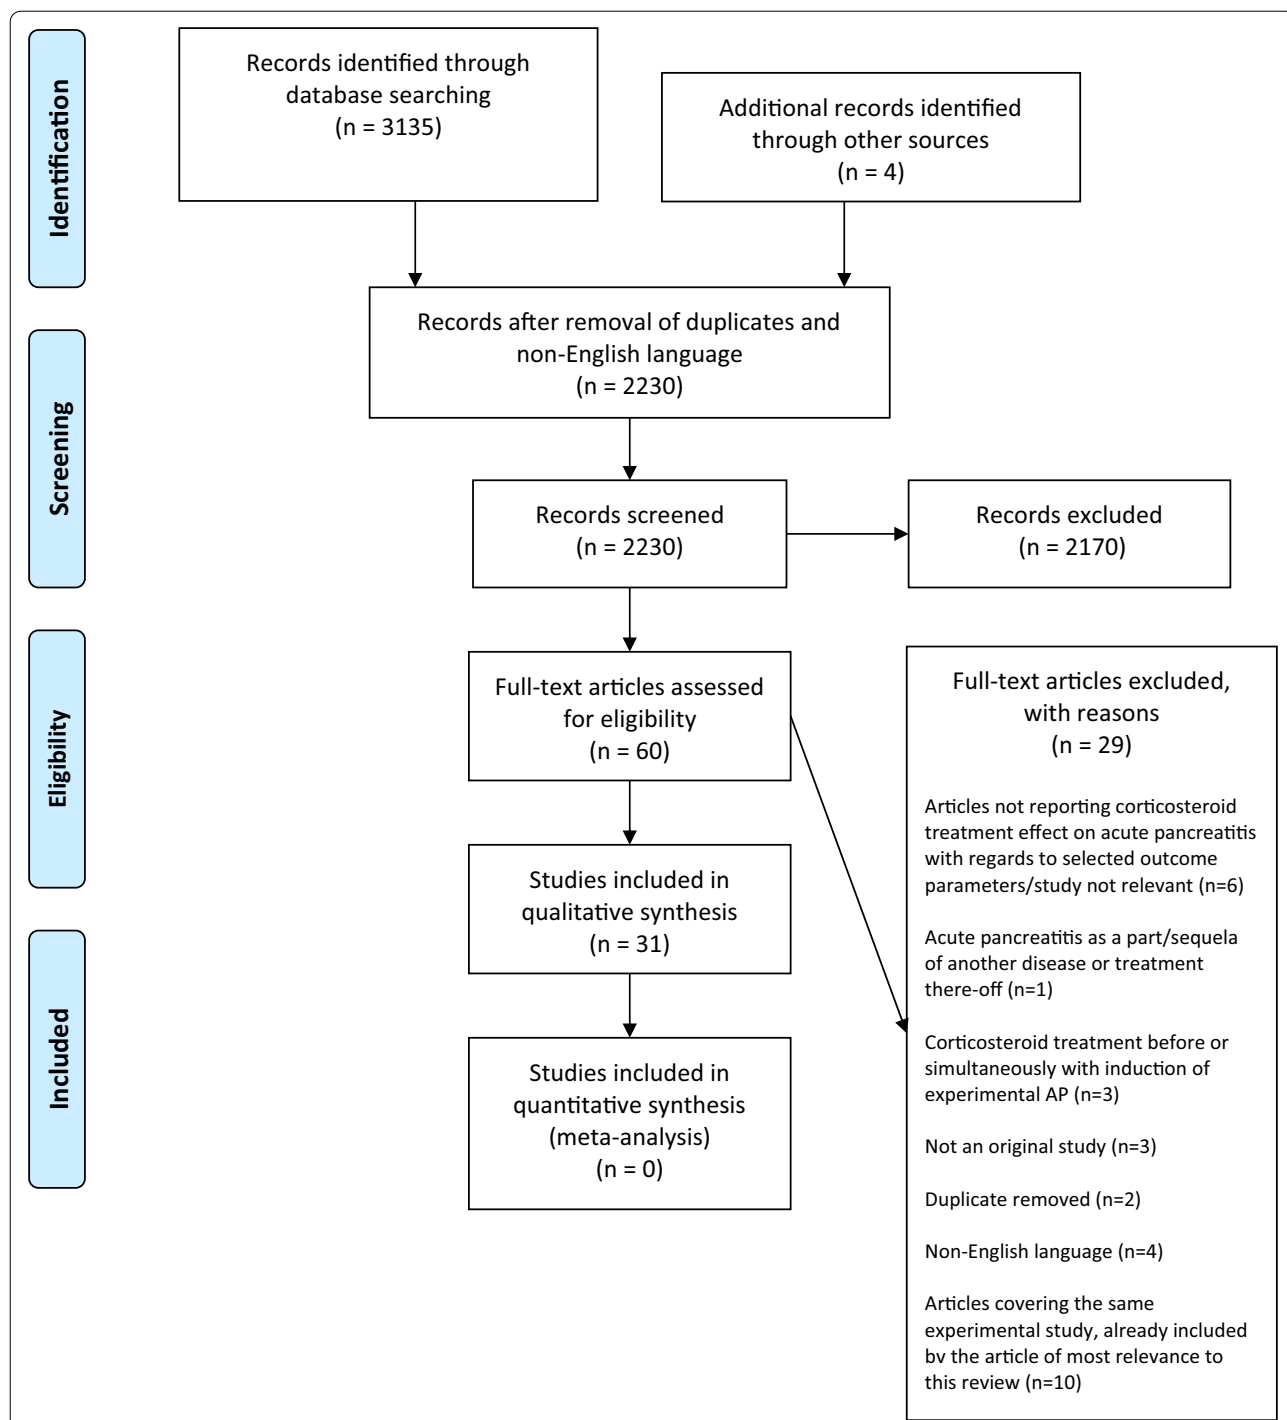 Identification
Records identified through
database searching
(n = 3135)
Additional records identified
through other sources
(n = 4)
Records after removal of duplicates and
non-English language
(n = 2230)
Screening
Records screened
(n = 2230)
Records excluded
(n = 2170)
Eligibility
Full-text articles assessed
for eligibility
(n = 60)
Full-text articles excluded,
with reasons
(n = 29)
Articles not reporting corticosteroid
treatment effect on acute pancreatitis
with regards to selected outcome
parameters/study not relevant (n=6)
Acute pancreatitis as a part/sequela
of another disease or treatment
there-off (n=1)
Corticosteroid treatment before or
simultaneously with induction of
experimental AP (n=3)
Not an original study (n=3)
Duplicate removed (n=2)
Non-English language (n=4)
Articles covering the same
experimental study, already included
by the article of most relevance to
this review (n=10)
Studies included in
qualitative synthesis
(n = 31)
Included
Studies included in
quantitative synthesis
(meta-analysis)
(n = 0)